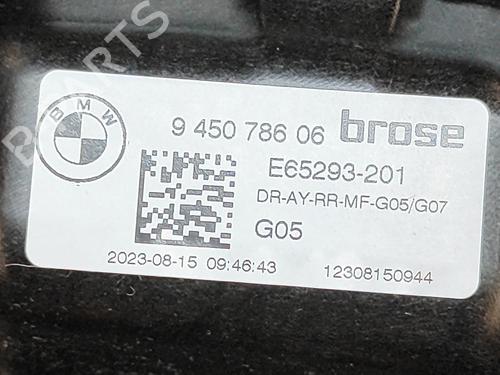 B PARTS
BMW
9 450 786 06 brose
E65293-201
DR-AY-RR-MF-G05/G07
G05
2023-08-15 09:46:43 12308150944